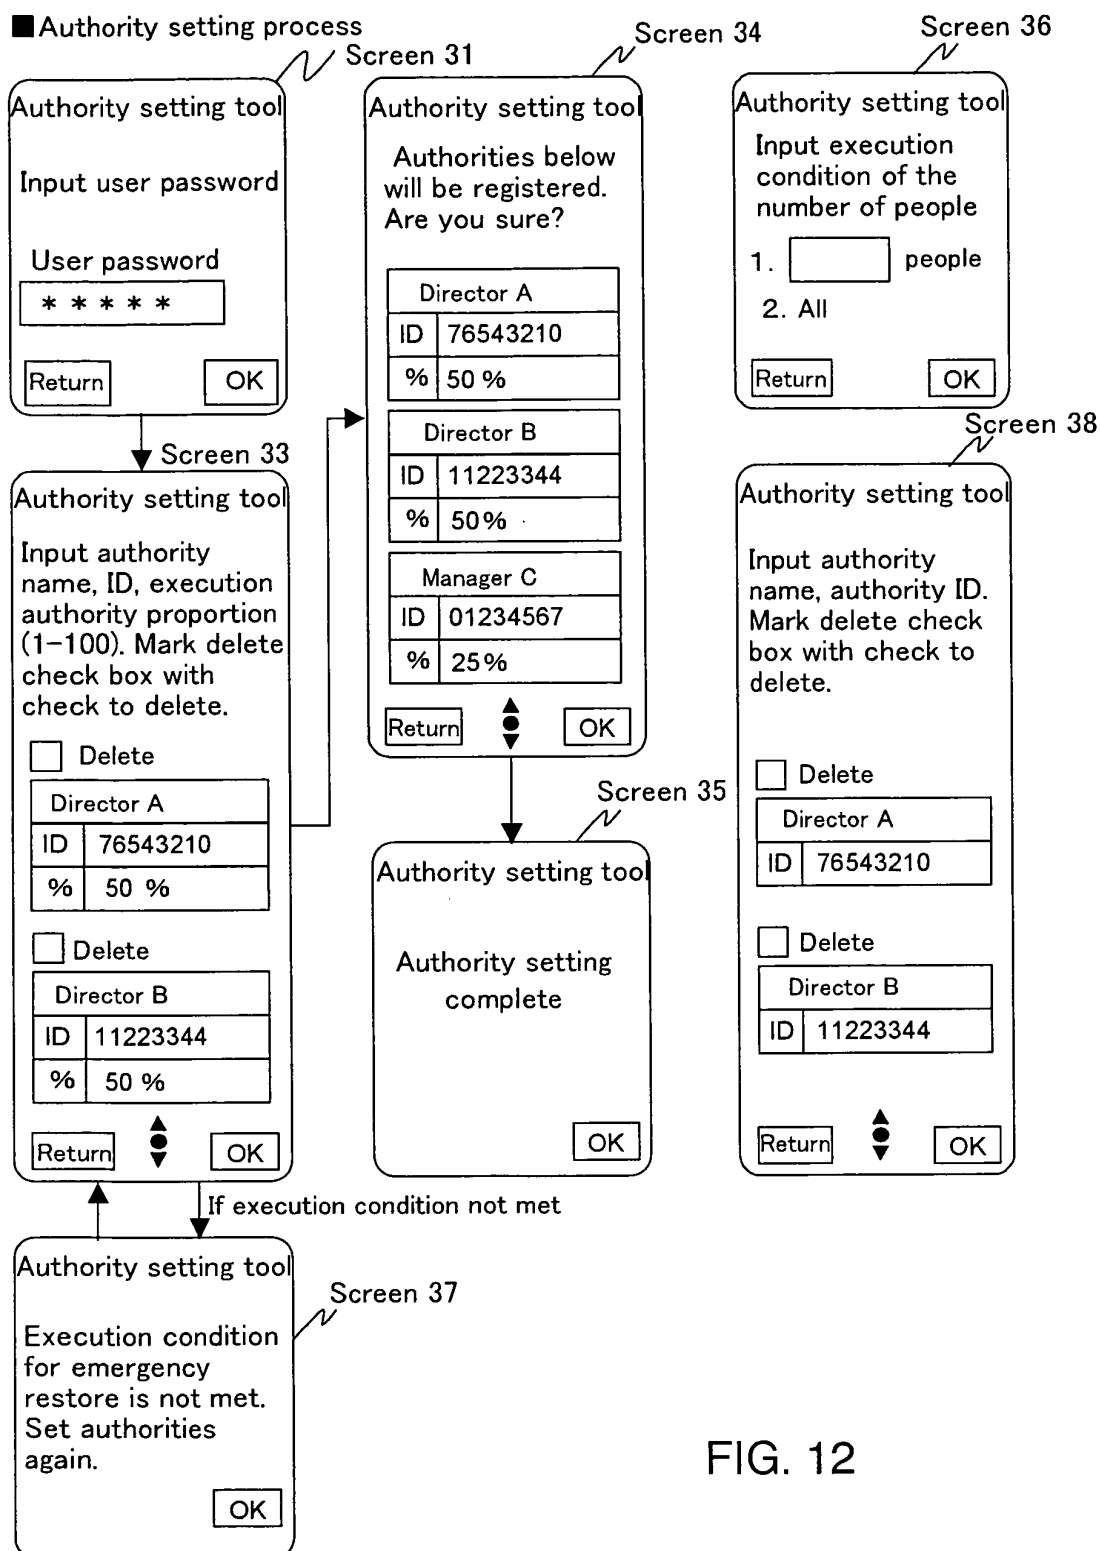 ■Authority setting process
Screen 31
Authority setting tool
Input user password
User password
* * * * *
Return
OK
Screen 33
Authority setting tool
Input authority
name, ID, execution
authority proportion
(1-100). Mark delete
check box with
check to delete.
Delete
Director A
ID 76543210
% 50 %
Delete
Director B
ID 11223344
% 50 %
Return
OK
If execution condition not met
Authority setting tool
Screen 37
Execution condition
for emergency
restore is not met.
Set authorities
again.
OK
Screen 34
Authority setting tool
Authorities below
will be registered.
Are you sure?
Director A
ID 76543210
% 50 %
Director B
ID 11223344
% 50%
Manager C
ID 01234567
% 25%
Return
OK
Screen 35
Authority setting tool
Authority setting
complete
OK
Screen 36
Authority setting tool
Input execution
condition of the
number of people
1. people
2. All
Return
OK
Screen 38
Authority setting tool
Input authority
name, authority ID.
Mark delete check
box with check to
delete.
Delete
Director A
ID 76543210
Delete
Director B
ID 11223344
Return
OK
FIG. 12